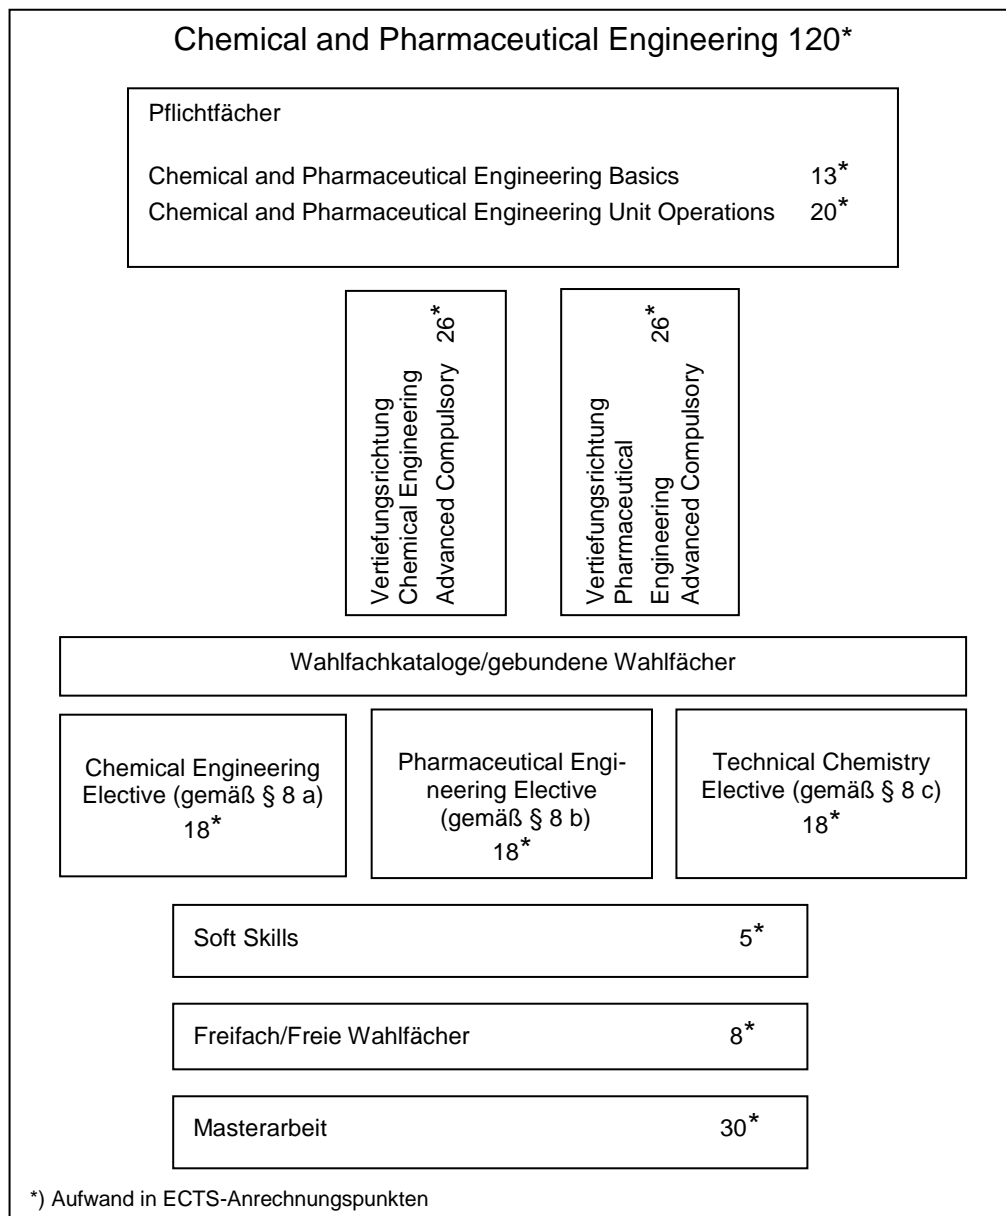 Chemical and Pharmaceutical Engineering 120*
Pflichtfächer
Chemical and Pharmaceutical Engineering Basics 13*
Chemical and Pharmaceutical Engineering Unit Operations 20*
Vertiefungsrichtung
Chemical Engineering
Advanced Compulsory 26*
Vertiefungsrichtung
Pharmaceutical
Engineering 26*
Advanced Compulsory
Wahlfachkataloge/gebundene Wahlfächer
Chemical Engineering
Elective (gemäß § 8 a)
18*
Pharmaceutical Engi-
neering Elective
(gemäß § 8 b)
18*
Technical Chemistry
Elective (gemäß § 8 c)
18*
Soft Skills 5*
Freifach/Freie Wahlfächer 8*
Masterarbeit 30*
*) Aufwand in ECTS-Anrechnungspunkten